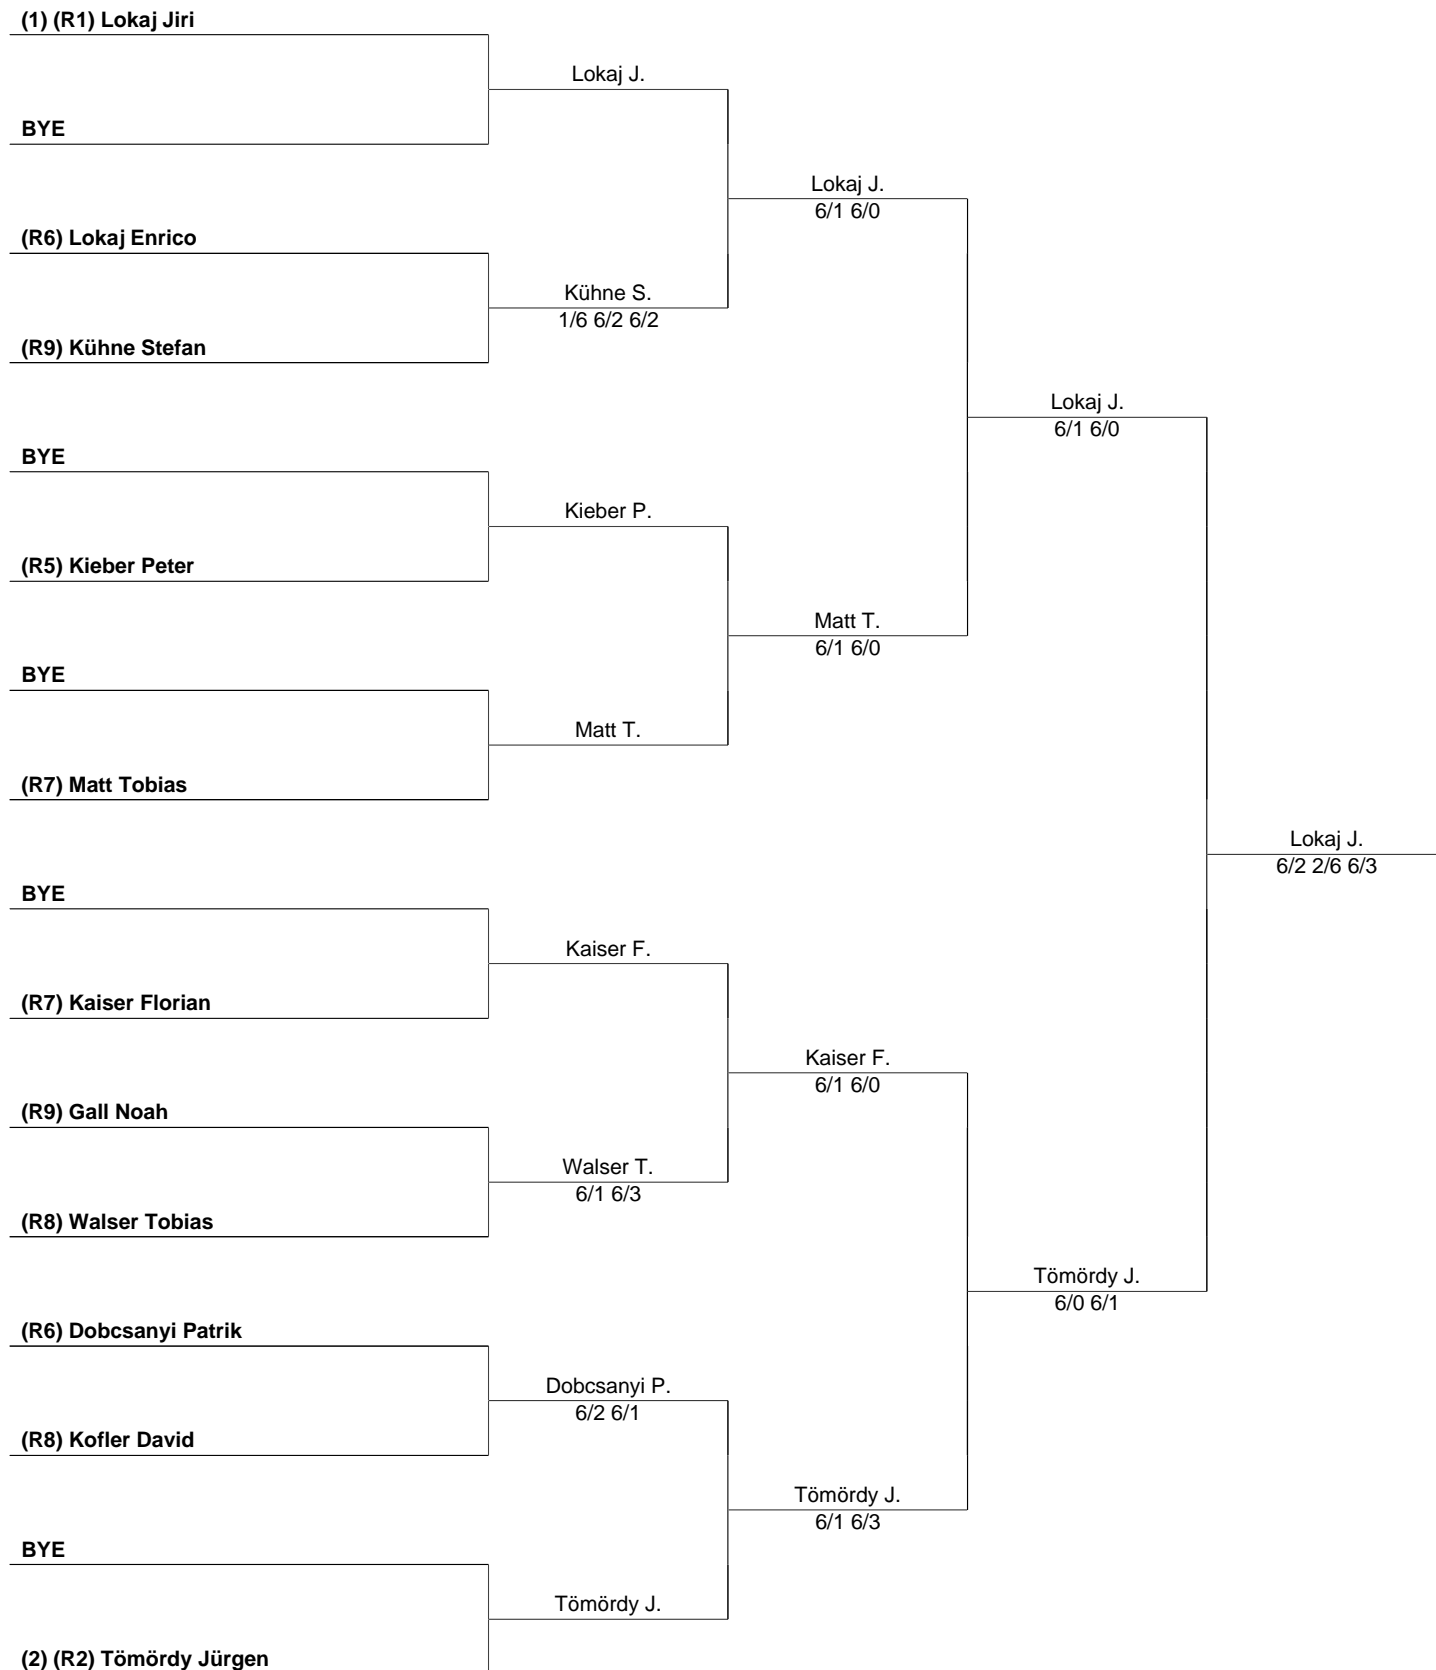 (1) (R1) Lokaj Jiri
Lokaj J.
BYE
Lokaj J.
6/1 6/0
(R6) Lokaj Enrico
Kühne S.
1/6 6/2 6/2
(R9) Kühne Stefan
Lokaj J.
6/1 6/0
BYE
Kieber P.
(R5) Kieber Peter
Matt T.
6/1 6/0
BYE
Matt T.
(R7) Matt Tobias
Lokaj J.
6/2 2/6 6/3
BYE
Kaiser F.
(R7) Kaiser Florian
Kaiser F.
6/1 6/0
(R9) Gall Noah
Walser T.
6/1 6/3
(R8) Walser Tobias
Tömördy J.
6/0 6/1
(R6) Dobcsanyi Patrik
Dobcsanyi P.
6/2 6/1
(R8) Kofler David
Tömördy J.
6/1 6/3
BYE
Tömördy J.
(2) (R2) Tömördy Jürgen